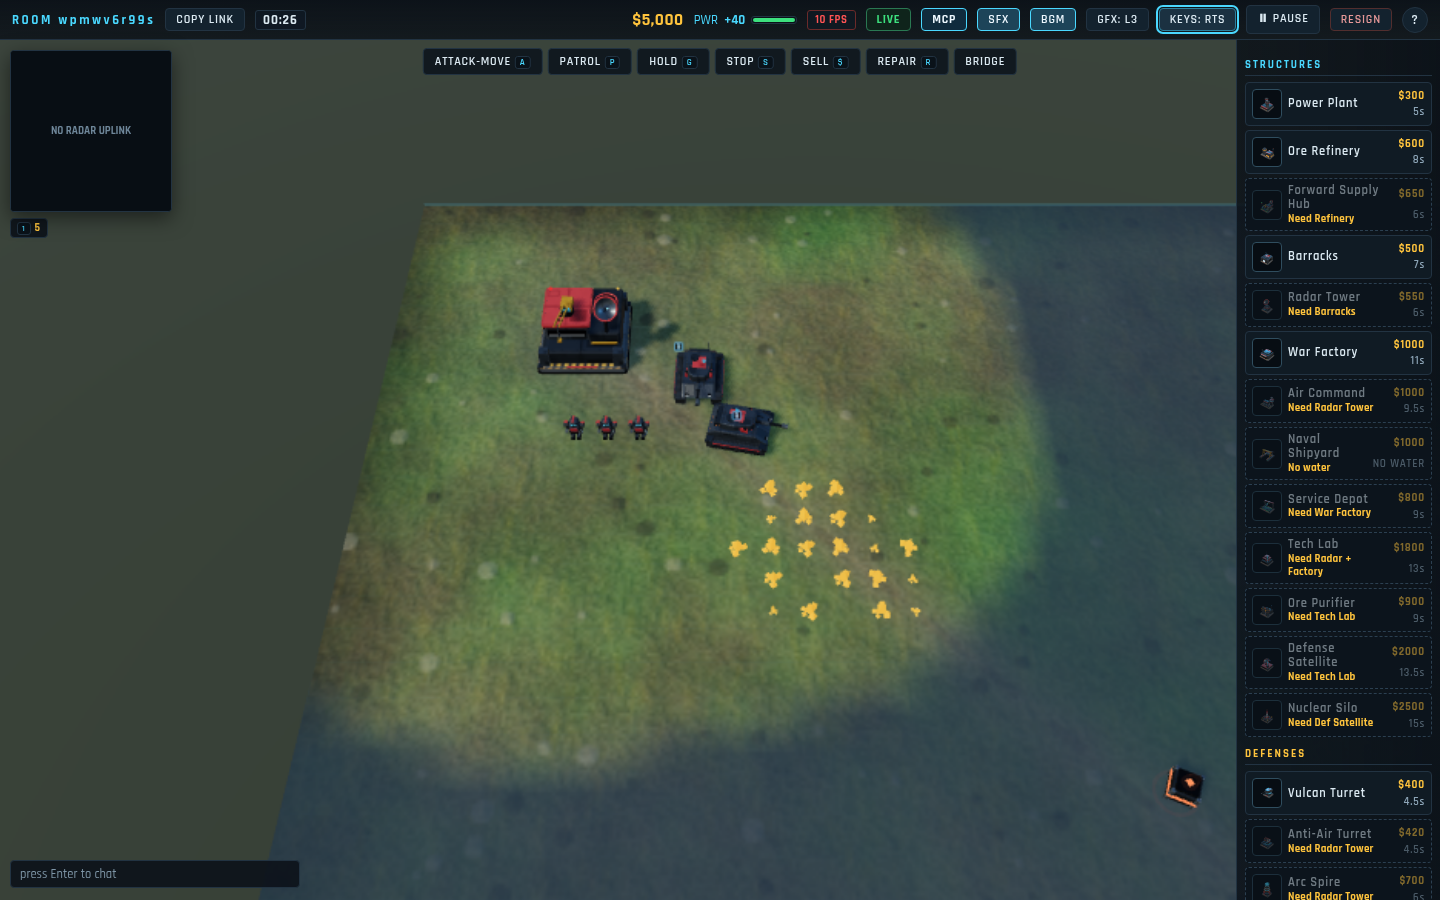 ROOM wpmwv6r99s COPY LINK 00:26 $5,000 PWR +40 10 FPS LIVE MCP SFX BGM GFX: L3 KEYS: RTS PAUSE RESIGN ?
ATTACK-MOVE A PATROL P HOLD G STOP S SELL $ REPAIR R BRIDGE
NO RADAR UPLINK
1 5
STRUCTURES
Power Plant $300
5s
Ore Refinery $600
8s
Forward Supply Hub $650
Need Refinery 6s
Barracks $500
7s
Radar Tower $550
Need Barracks 6s
War Factory $1000
11s
Air Command $1000
Need Radar Tower 9.5s
Naval Shipyard $1000
No water NO WATER
Service Depot $800
Need War Factory 9s
Tech Lab $1800
Need Radar + Factory 13s
Ore Purifier $900
Need Tech Lab 9s
Defense Satellite $2000
Need Tech Lab 13.5s
Nuclear Silo $2500
Need Def Satellite 15s
DEFENSES
Vulcan Turret $400
4.5s
Anti-Air Turret $420
Need Radar Tower 4.5s
Arc Spire $700
Need Radar Tower 6s
press Enter to chat